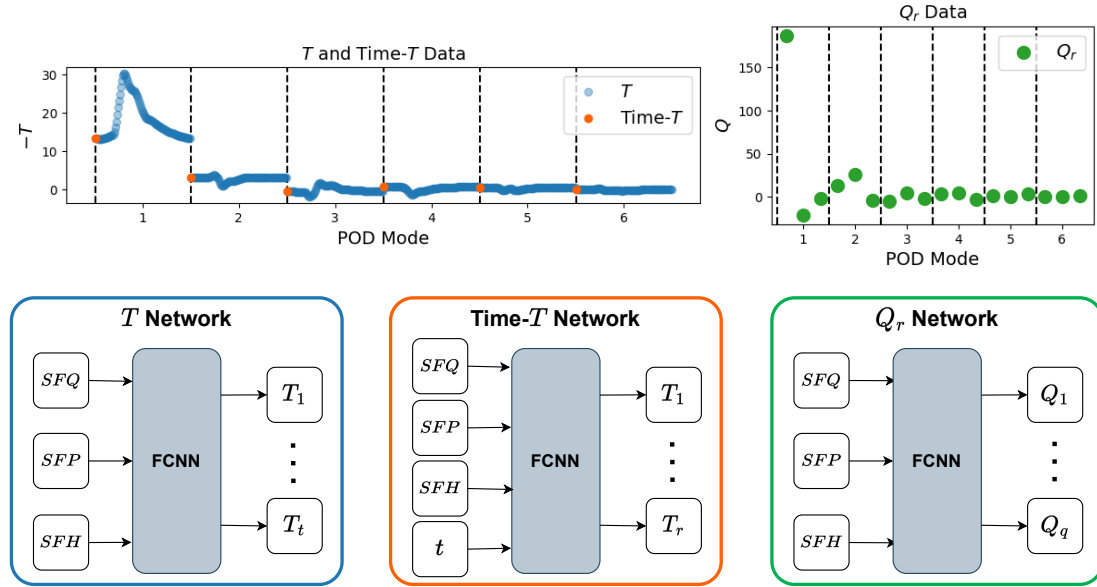 T and Time-T Data
−T
30
20
10
0
T
Time-T
1 2 3 4 5 6
POD Mode
Q_r Data
Q
150
100
50
0
Q_r
1 2 3 4 5 6
POD Mode
T Network
SFQ
SFP
SFH
FCNN
T_1
⋮
T_t
Time-T Network
SFQ
SFP
SFH
t
FCNN
T_1
⋮
T_r
Q_r Network
SFQ
SFP
SFH
FCNN
Q_1
⋮
Q_q